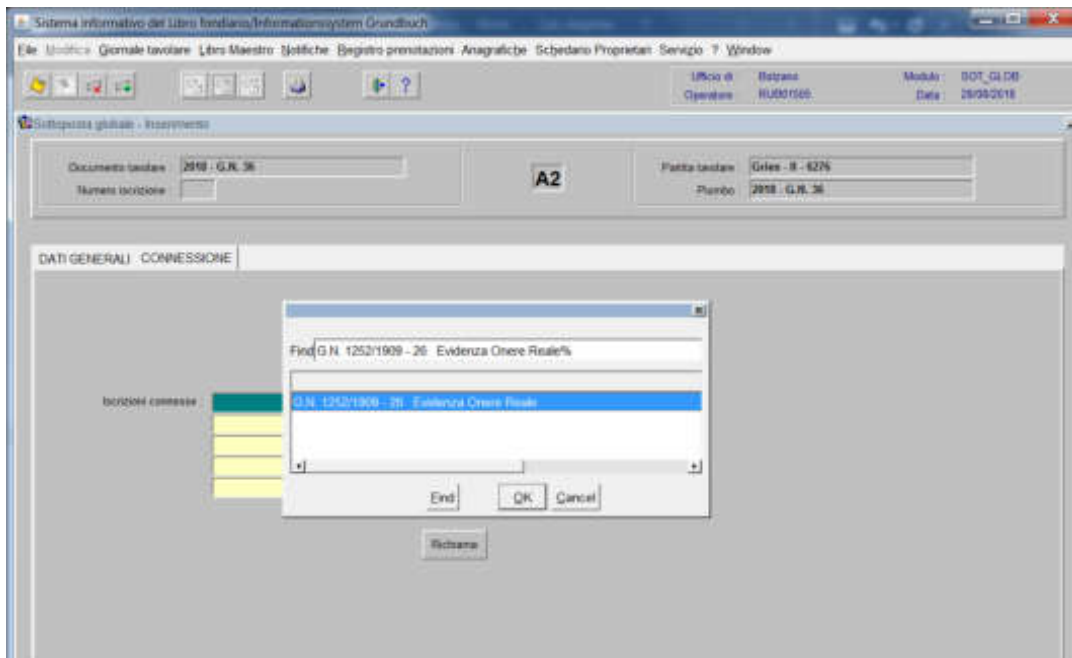 Sistema informativo del Libro fondiario/Informationssystem Grundbuch
File Modifica Giornale tavolare Libro Maestro Notifiche Registro prenotazioni Anagrafiche Schedario Proprietari Servizio ? Window
Ufficio di Bolzano Modulo SOT_GLOB
Operatore Data 28/08/2018
Sottoposta globale - Inserimento
Documento tavolare 2018 - G.N. 36 A2 Partita tavolare Gries - II - 6276
Numero iscrizione Piombo 2018 - G.N. 36
DATI GENERALI CONNESSIONE
Find G.N. 1252/1909 - 26 Evidenza Onere Reale%
Iscrizioni connesse G.N. 1252/1909 - 26 Evidenza Onere Reale
Find OK Cancel
Richiama